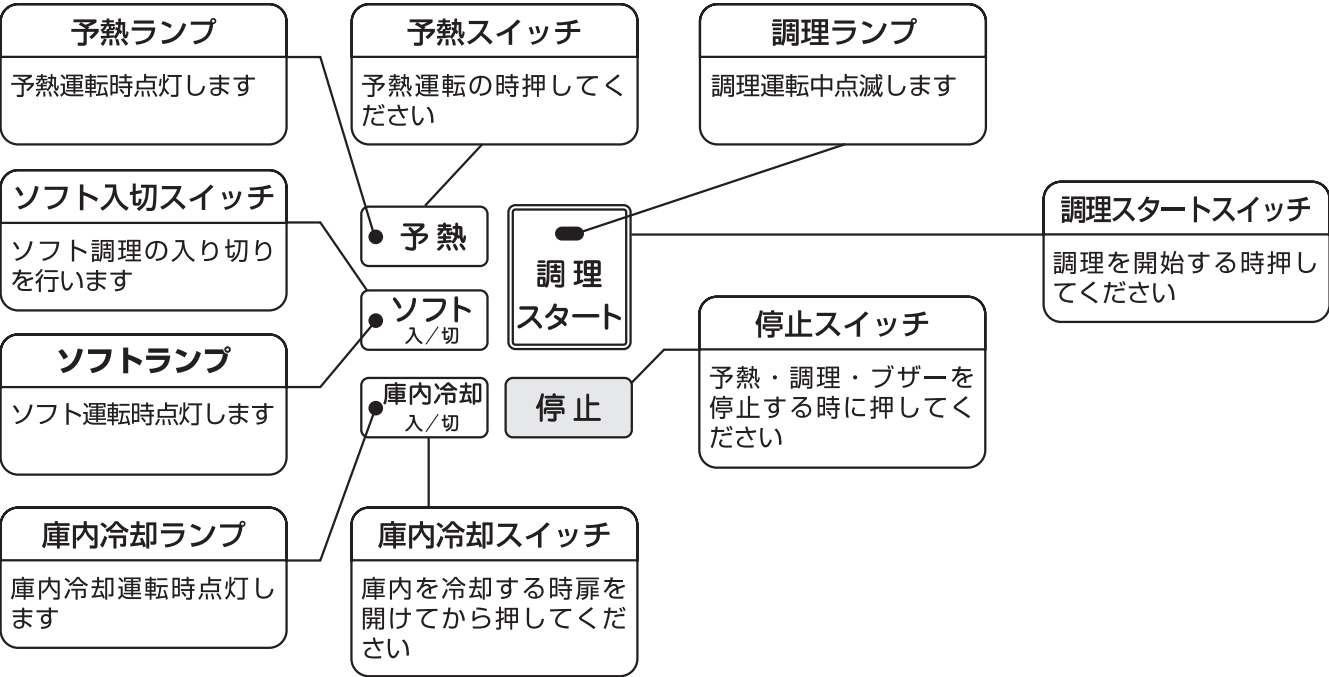 予熱ランプ
予熱運転時点灯します
予熱スイッチ
予熱運転の時押してく
ださい
調理ランプ
調理運転中点滅します
ソフト入切スイッチ
ソフト調理の入り切り
を行います
調理スタートスイッチ
調理を開始する時押し
てください
予熱
調理
スタート
ソフト
入/切
庫内冷却
入/切
停止
ソフトランプ
ソフト運転時点灯します
停止スイッチ
予熱・調理・ブザーを
停止する時に押してく
ださい
庫内冷却ランプ
庫内冷却運転時点灯し
ます
庫内冷却スイッチ
庫内を冷却する時扉を
開けてから押してくだ
さい